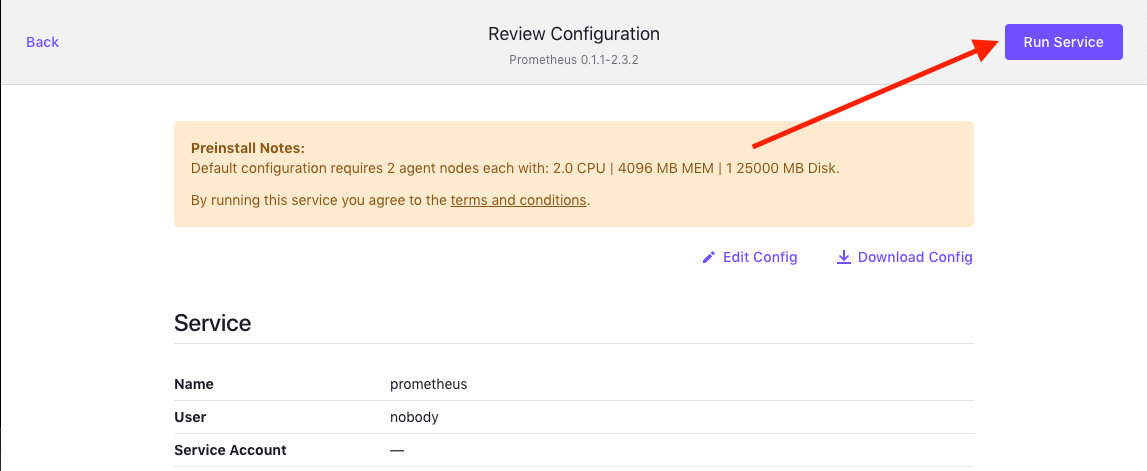 Back
Review Configuration
Run Service
Prometheus 0.1.1-2.3.2
Preinstall Notes:
Default configuration requires 2 agent nodes each with: 2.0 CPU | 4096 MB MEM | 1 25000 MB Disk.
By running this service you agree to the terms and conditions.
Edit Config
Download Config
Service
Name prometheus
User nobody
Service Account —